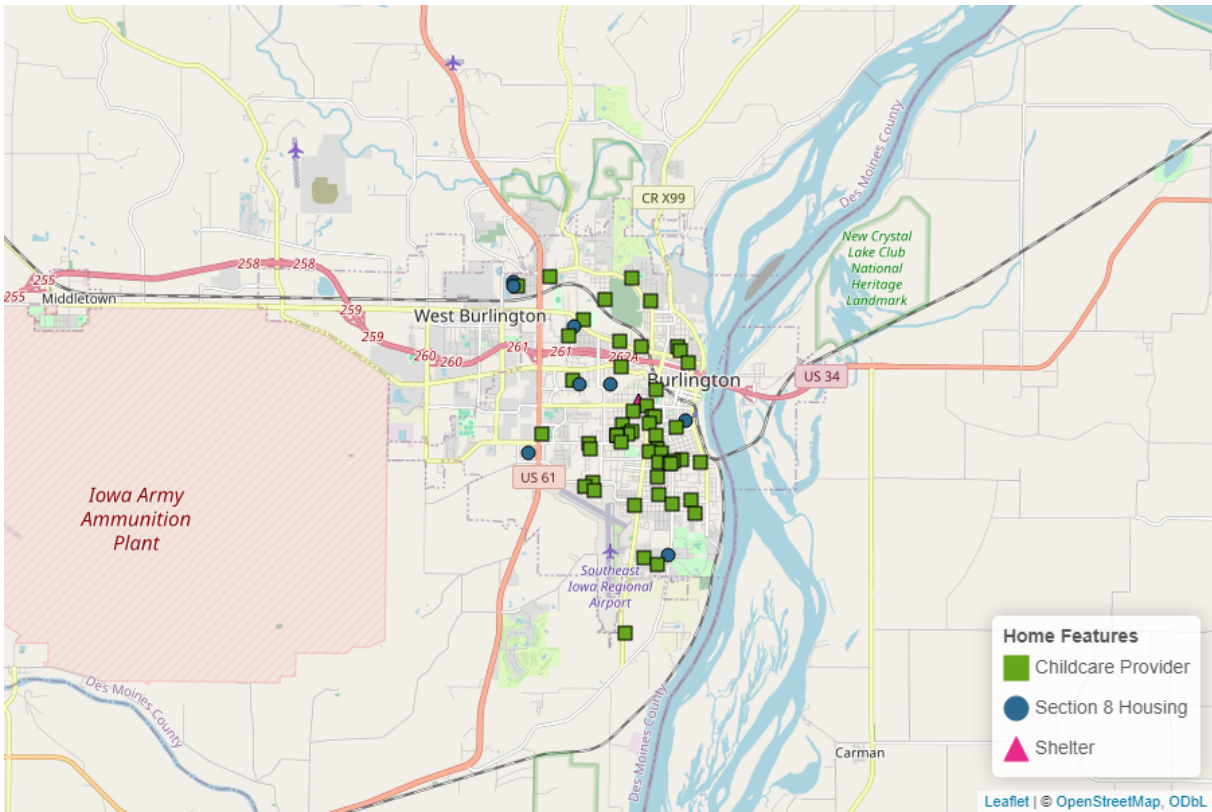 Des Moines County
CR X99
New Crystal
Lake Club
National
Heritage
Landmark
258
258
255
255
Middletown
259
259
West Burlington
260
260
261
261
262A
Burlington
US 34
US 61
Iowa Army
Ammunition
Plant
Southeast
Iowa Regional
Airport
Des Moines County
Des Moines County
Carman
Home Features
Childcare Provider
Section 8 Housing
Shelter
Leaflet | © OpenStreetMap, ODbL